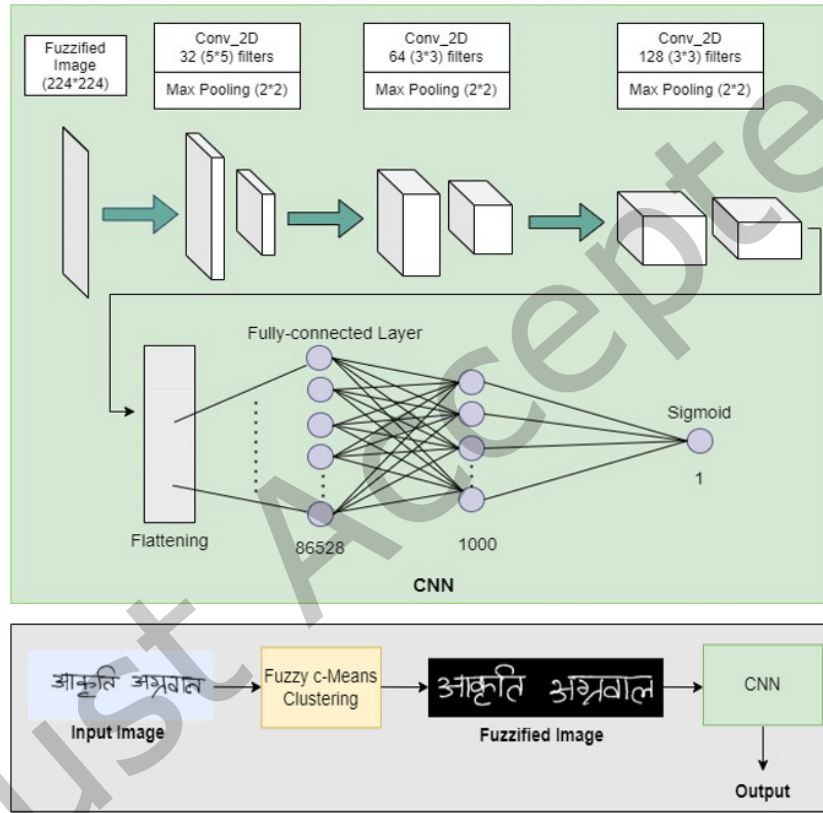 Fuzzified
Image
(224*224)
Conv_2D
32 (5*5) filters
Max Pooling (2*2)
Conv_2D
64 (3*3) filters
Max Pooling (2*2)
Conv_2D
128 (3*3) filters
Max Pooling (2*2)
Fully-connected Layer
Sigmoid
1
Flattening
86528
1000
CNN
आकृति अग्रवाल
Input Image
Fuzzy c-Means
Clustering
आकृति अग्रवाल
Fuzzified Image
CNN
Output
ust Accepte